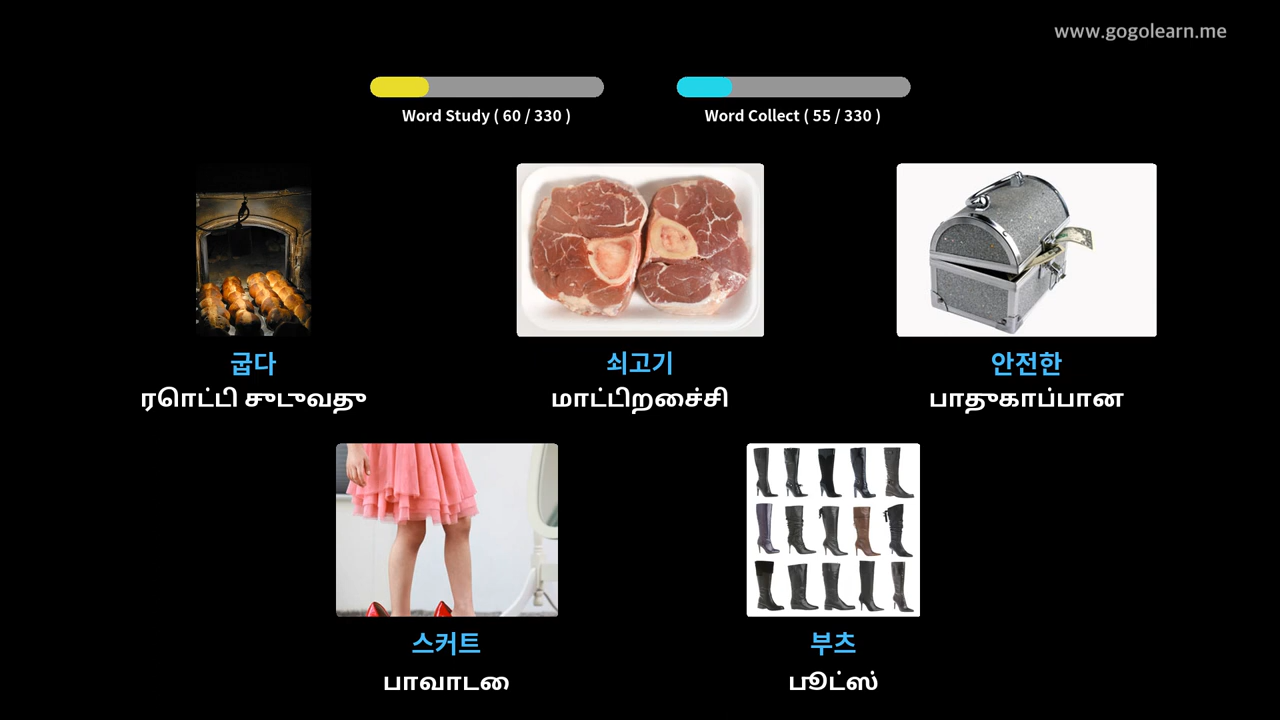 www.gogolearn.me
Word Study ( 60 / 330 )
Word Collect ( 55 / 330 )
굽다
ரொட்டி சுடுவது
쇠고기
மாட்டிறைச்சி
안전한
பாதுகாப்பான
스커트
பாவாடை
부츠
பூட்ஸ்